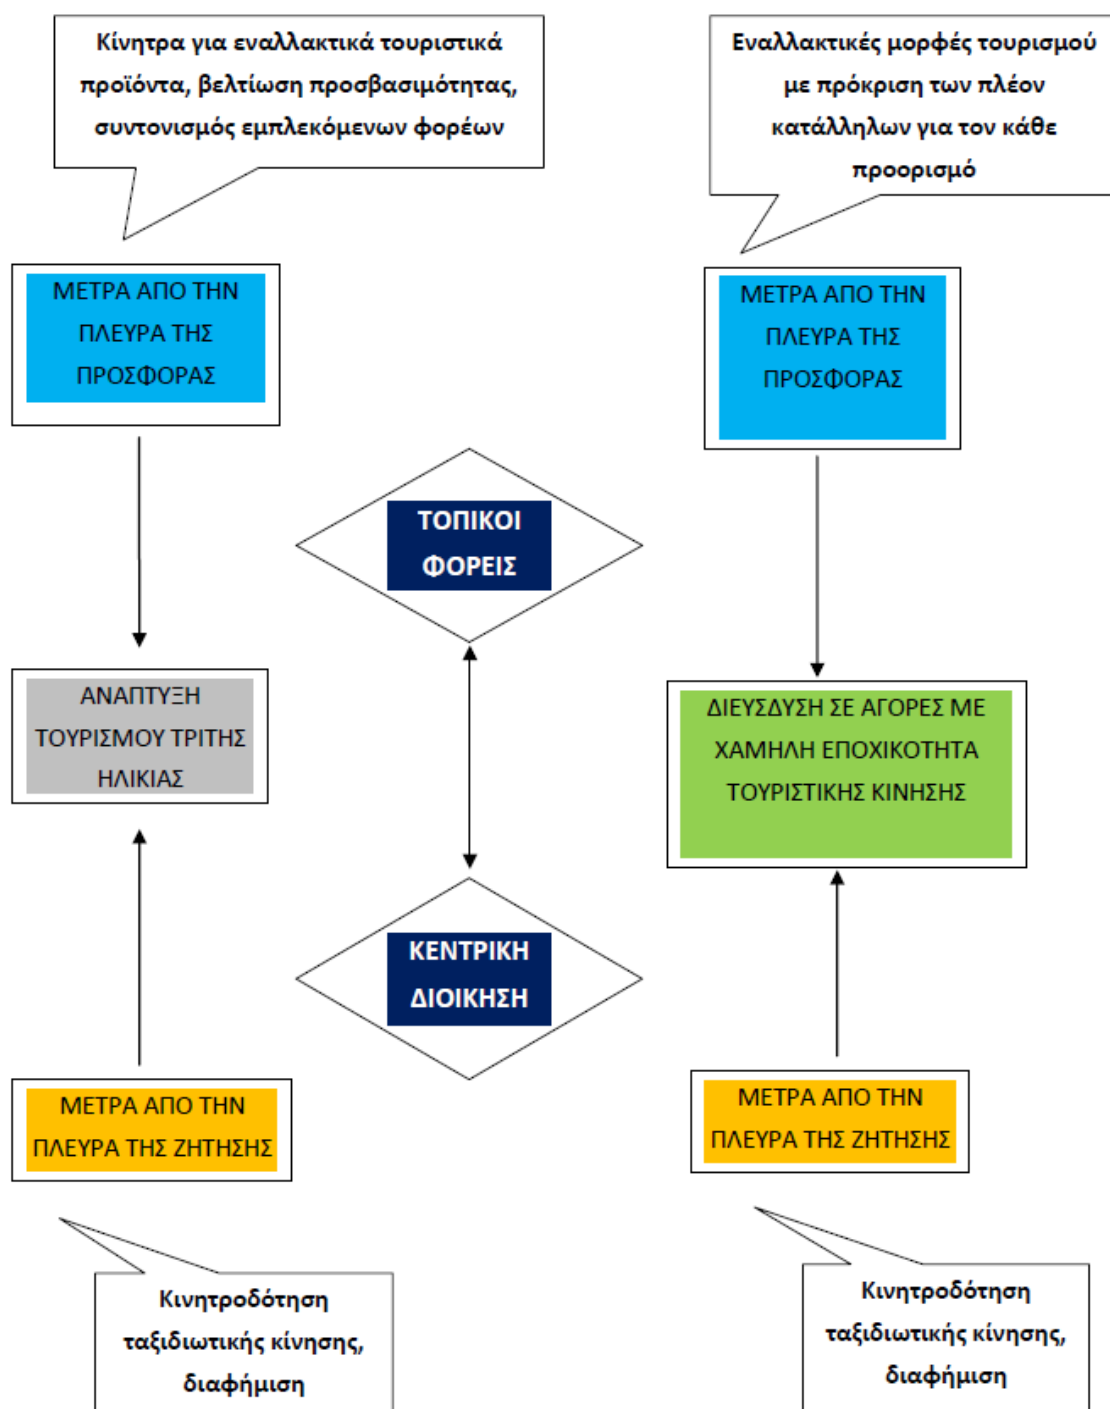 Κίνητρα για εναλλακτικά τουριστικά
προϊόντα, βελτίωση προσβασιμότητας,
συντονισμός εμπλεκόμενων φορέων
Εναλλακτικές μορφές τουρισμού
με πρόκριση των πλέον
κατάλληλων για τον κάθε
προορισμό
ΜΕΤΡΑ ΑΠΟ ΤΗΝ
ΠΛΕΥΡΑ ΤΗΣ
ΠΡΟΣΦΟΡΑΣ
ΜΕΤΡΑ ΑΠΟ ΤΗΝ
ΠΛΕΥΡΑ ΤΗΣ
ΠΡΟΣΦΟΡΑΣ
ΤΟΠΙΚΟΙ
ΦΟΡΕΙΣ
ΑΝΑΠΤΥΞΗ
ΤΟΥΡΙΣΜΟΥ ΤΡΙΤΗΣ
ΗΛΙΚΙΑΣ
ΔΙΕΥΣΔΥΣΗ ΣΕ ΑΓΟΡΕΣ ΜΕ
ΧΑΜΗΛΗ ΕΠΟΧΙΚΟΤΗΤΑ
ΤΟΥΡΙΣΤΙΚΗΣ ΚΙΝΗΣΗΣ
ΚΕΝΤΡΙΚΗ
ΔΙΟΙΚΗΣΗ
ΜΕΤΡΑ ΑΠΟ ΤΗΝ
ΠΛΕΥΡΑ ΤΗΣ ΖΗΤΗΣΗΣ
ΜΕΤΡΑ ΑΠΟ ΤΗΝ
ΠΛΕΥΡΑ ΤΗΣ ΖΗΤΗΣΗΣ
Κινητροδότηση
ταξιδιωτικής κίνησης,
διαφήμιση
Κινητροδότηση
ταξιδιωτικής κίνησης,
διαφήμιση